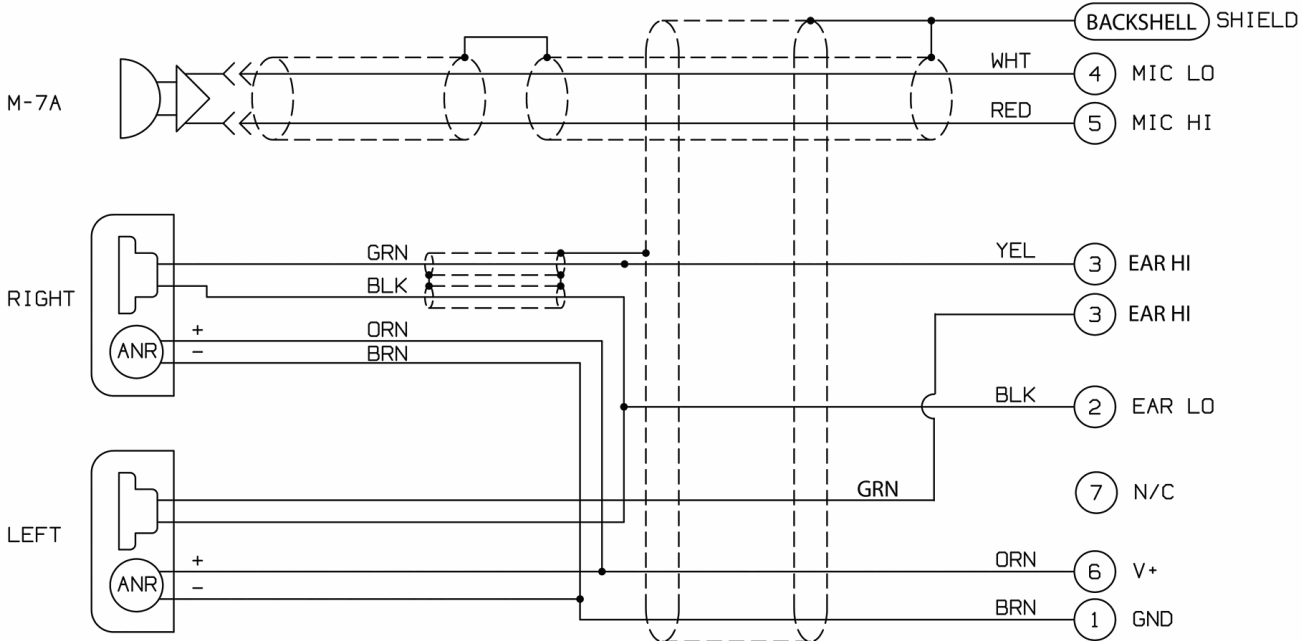 BACKSHELL SHIELD
WHT 4 MIC LO
M-7A
RED 5 MIC HI
GRN YEL 3 EAR HI
BLK
RIGHT
3 EAR HI
+ ORN
ANR
− BRN
BLK 2 EAR LO
GRN 7 N/C
LEFT
+ ORN 6 V+
ANR
−
BRN 1 GND